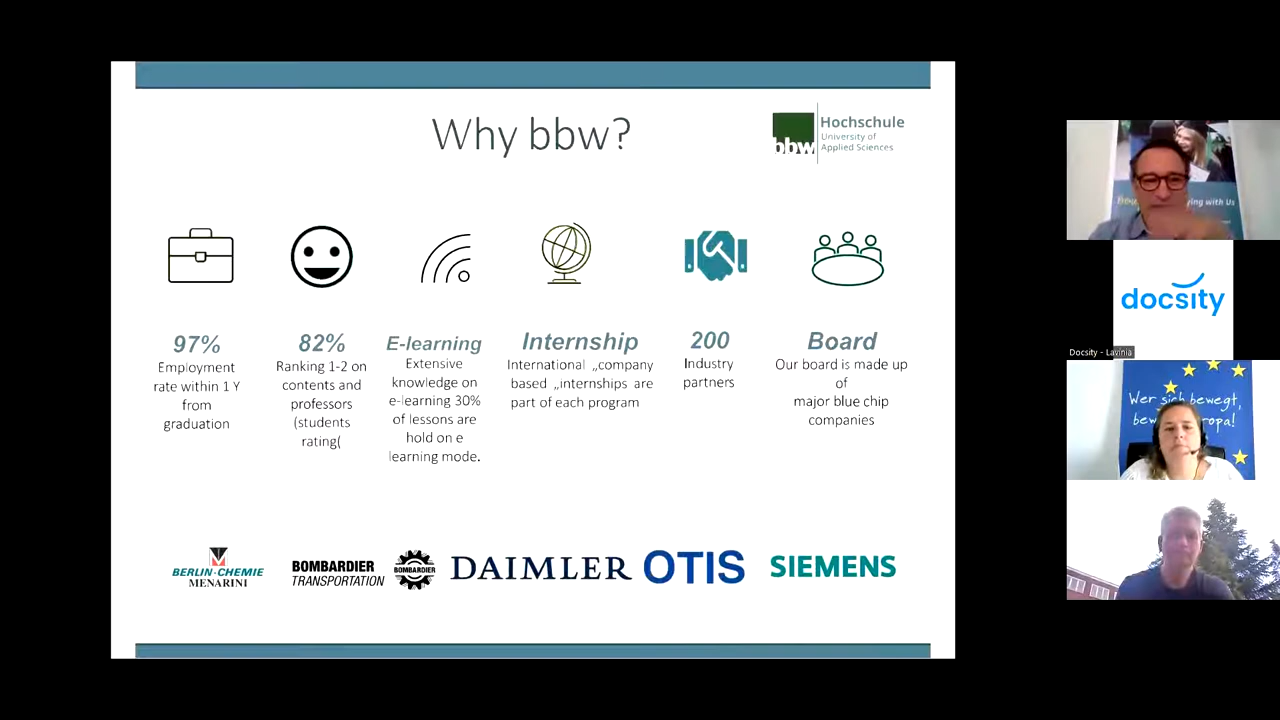 Why bbw?
bbw
Hochschule
University of
Applied Sciences
97%
Employment
rate within 1 Y
from
graduation
82%
Ranking 1-2 on
contents and
professors
(students
rating(
E-learning
Extensive
knowledge on
e-learning 30%
of lessons are
hold on e
learning mode.
Internship
International „company
based „internships are
part of each program
200
Industry
partners
Board
Our board is made up
of
major blue chip
companies
BERLIN-CHEMIE
MENARINI
BOMBARDIER
TRANSPORTATION
BOMBARDIER
DAIMLER
OTIS
SIEMENS
ying with Us
docsity
Docsity - Lavinia
Wer sich bewegt,
bew opa!